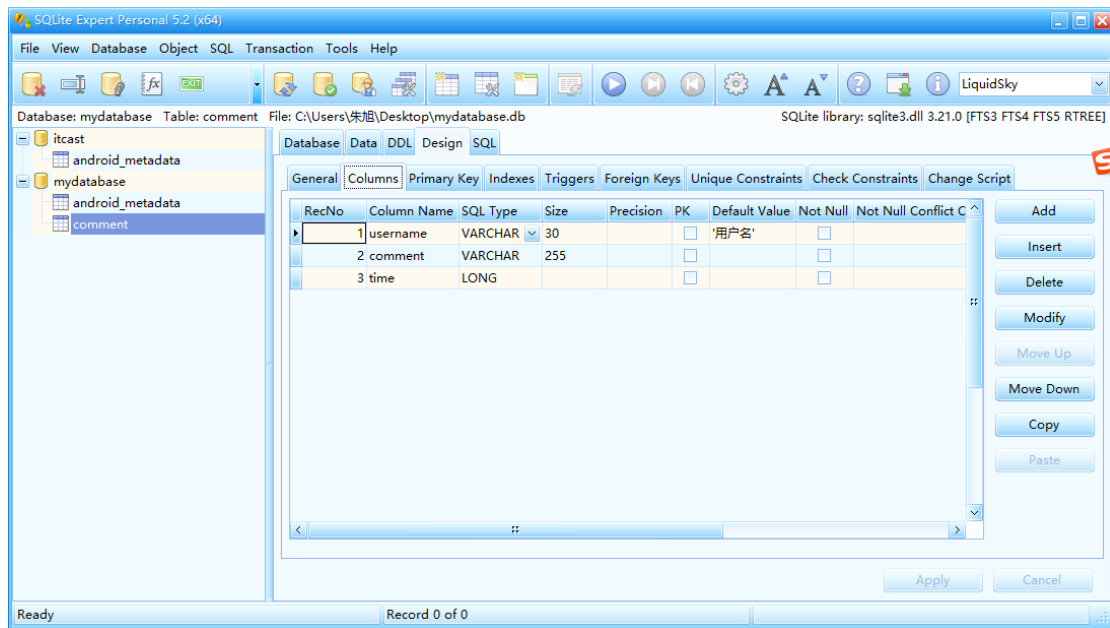 SQLite Expert Personal 5.2 (x64)
File View Database Object SQL Transaction Tools Help
fx EXIT A A ? i LiquidSky
Database: mydatabase Table: comment File: C:\Users\朱旭\Desktop\mydatabase.db SQLite library: sqlite3.dll 3.21.0 [FTS3 FTS4 FTS5 RTREE]
itcast
android_metadata
mydatabase
android_metadata
comment
Database Data DDL Design SQL
General Columns Primary Key Indexes Triggers Foreign Keys Unique Constraints Check Constraints Change Script
RecNo Column Name SQL Type Size Precision PK Default Value Not Null Not Null Conflict C
1 username VARCHAR 30 '用户名'
2 comment VARCHAR 255
3 time LONG
Add
Insert
Delete
Modify
Move Up
Move Down
Copy
Paste
Apply Cancel
Ready Record 0 of 0